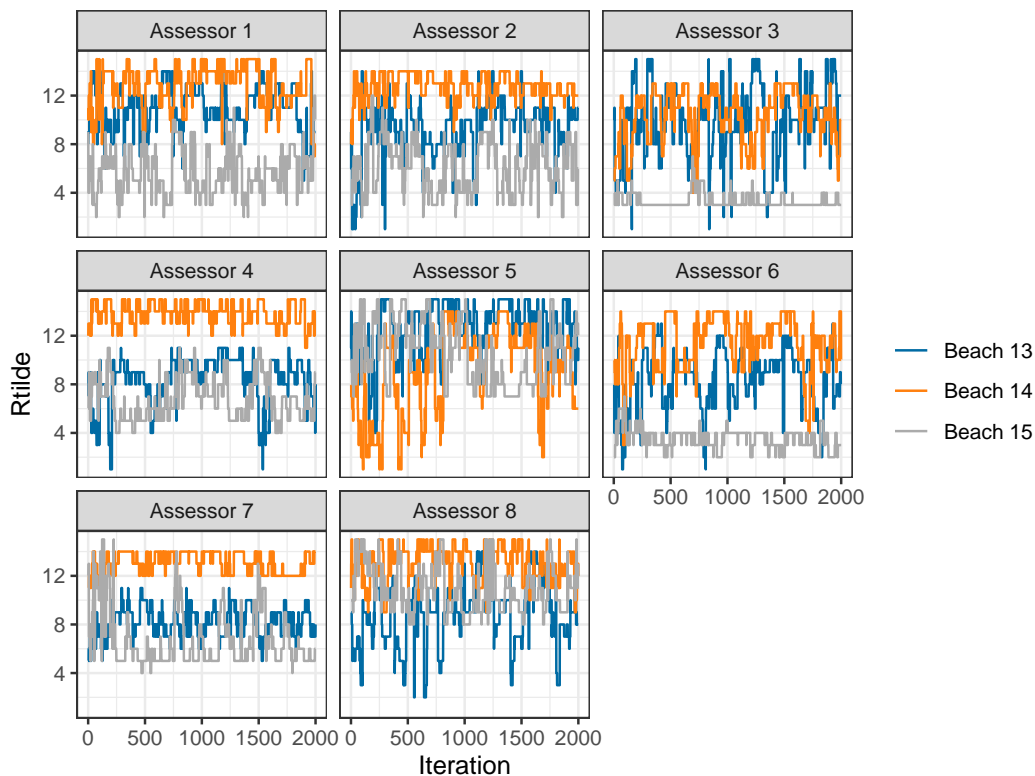 Assessor 1 Assessor 2 Assessor 3
12
8
4
Assessor 4 Assessor 5 Assessor 6
12
8
4
0 500 1000 1500 2000
Assessor 7 Assessor 8
12
8
4
0 500 1000 1500 2000 0 500 1000 1500 2000
Iteration
Rtilde
Beach 13
Beach 14
Beach 15